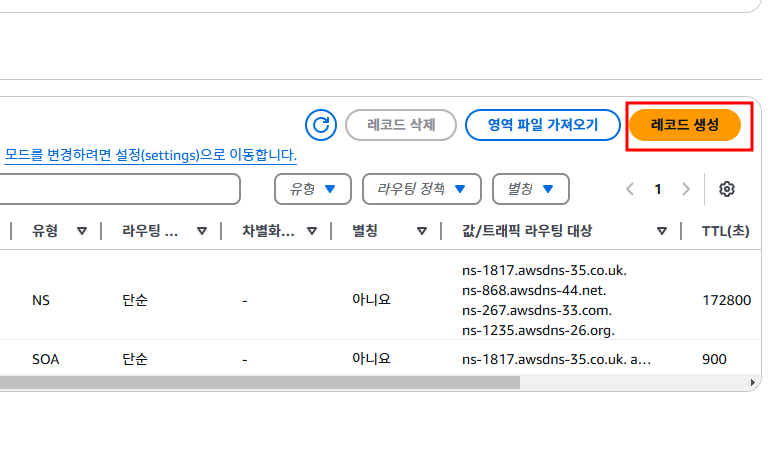 레코드 삭제 영역 파일 가져오기 레코드 생성
모드를 변경하려면 설정(settings)으로 이동합니다.
유형 라우팅 정책 별칭 1
유형 라우팅 ... 차별화... 별칭 값/트래픽 라우팅 대상 TTL(초)
NS 단순 - 아니요 ns-1817.awsdns-35.co.uk. 172800
ns-868.awsdns-44.net.
ns-267.awsdns-33.com.
ns-1235.awsdns-26.org.
SOA 단순 - 아니요 ns-1817.awsdns-35.co.uk. a... 900